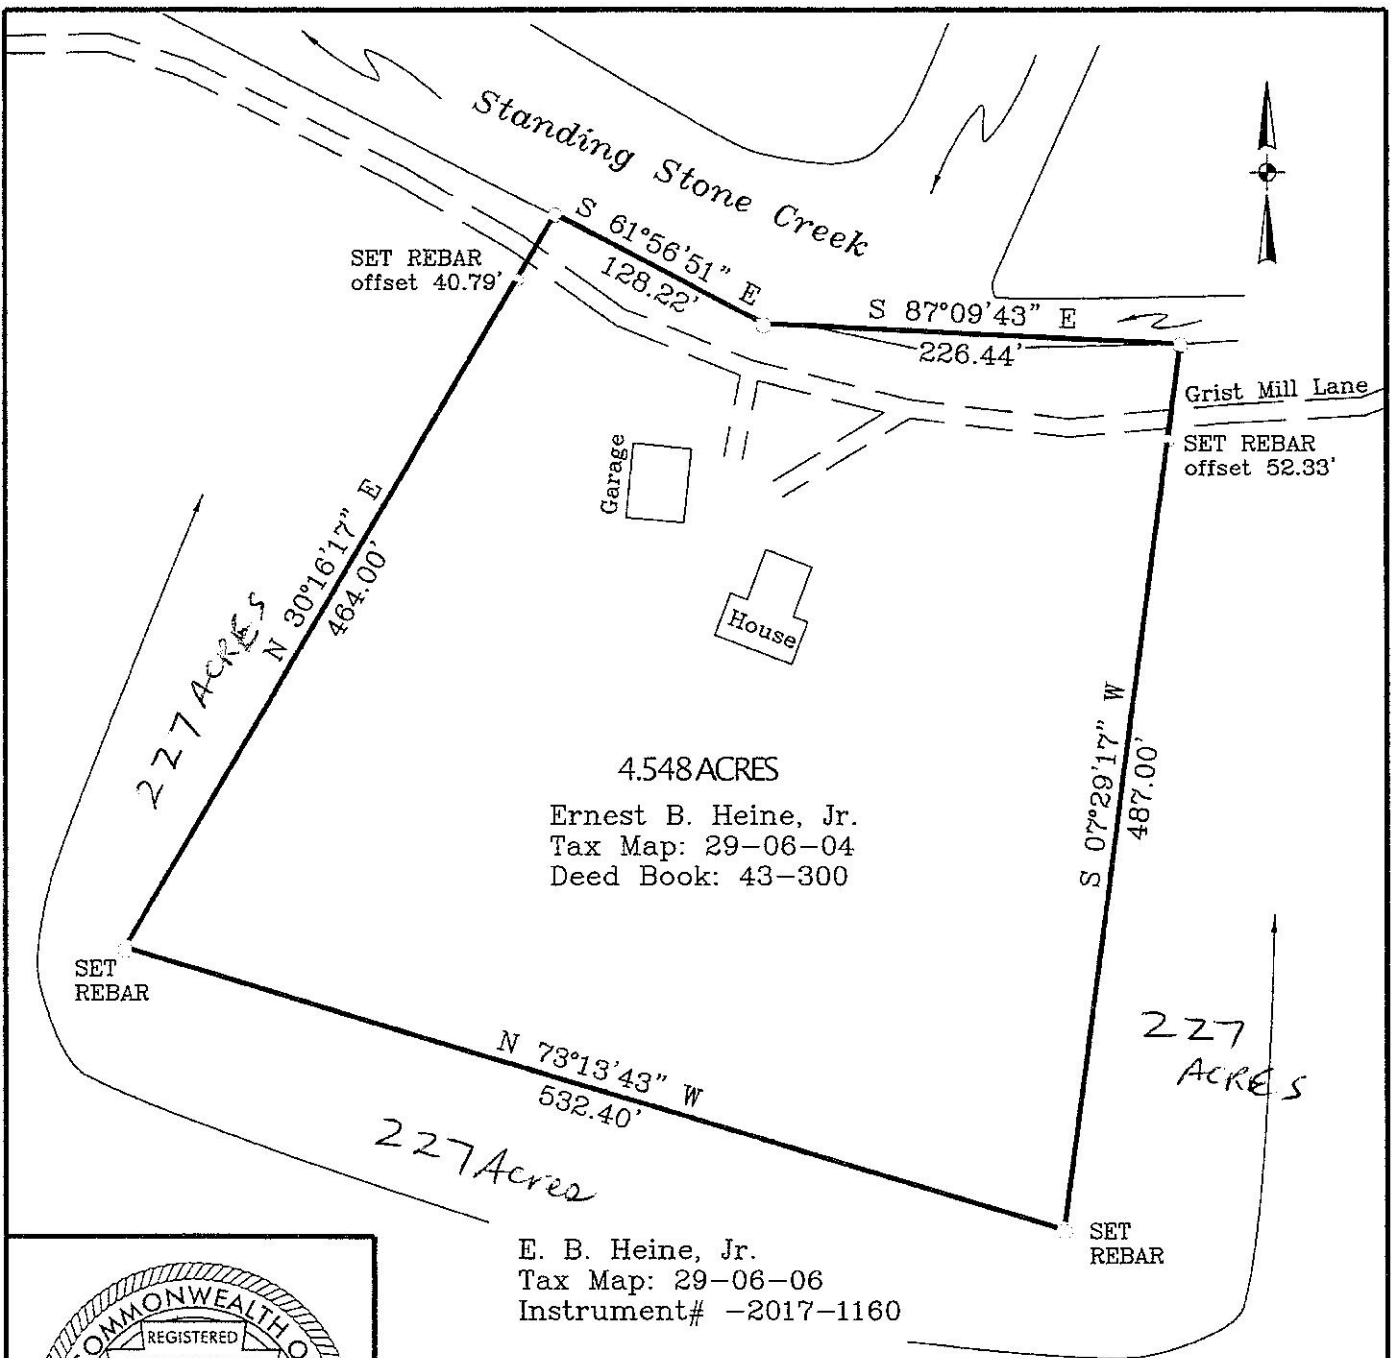 Standing Stone Creek
S 61°56'51" E
128.22'
SET REBAR
offset 40.79'
S 87°09'43" E
226.44'
Grist Mill Lane
SET REBAR
offset 52.33'
Garage
House
N 30°16'17" E
464.00'
227 ACRES
4.548 ACRES
Ernest B. Heine, Jr.
Tax Map: 29-06-04
Deed Book: 43-300
S 07°29'17" W
487.00'
SET
REBAR
N 73°13'43" W
532.40'
227
ACRES
227 Acres
SET
REBAR
E. B. Heine, Jr.
Tax Map: 29-06-06
Instrument# -2017-1160
COMMONWEALTH O
REGISTERED